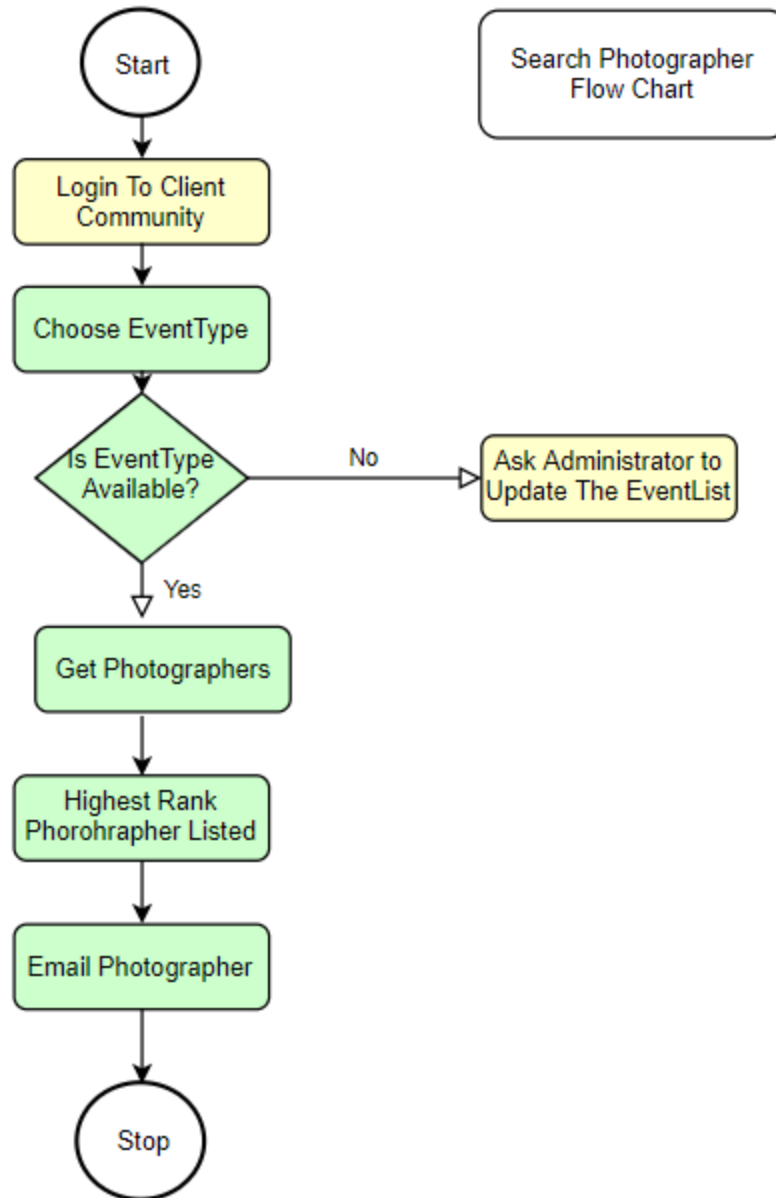 Start
Search Photographer
Flow Chart
Login To Client
Community
Choose EventType
Is EventType
Available?
No
Ask Administrator to
Update The EventList
Yes
Get Photographers
Highest Rank
Phorohrapher Listed
Email Photographer
Stop